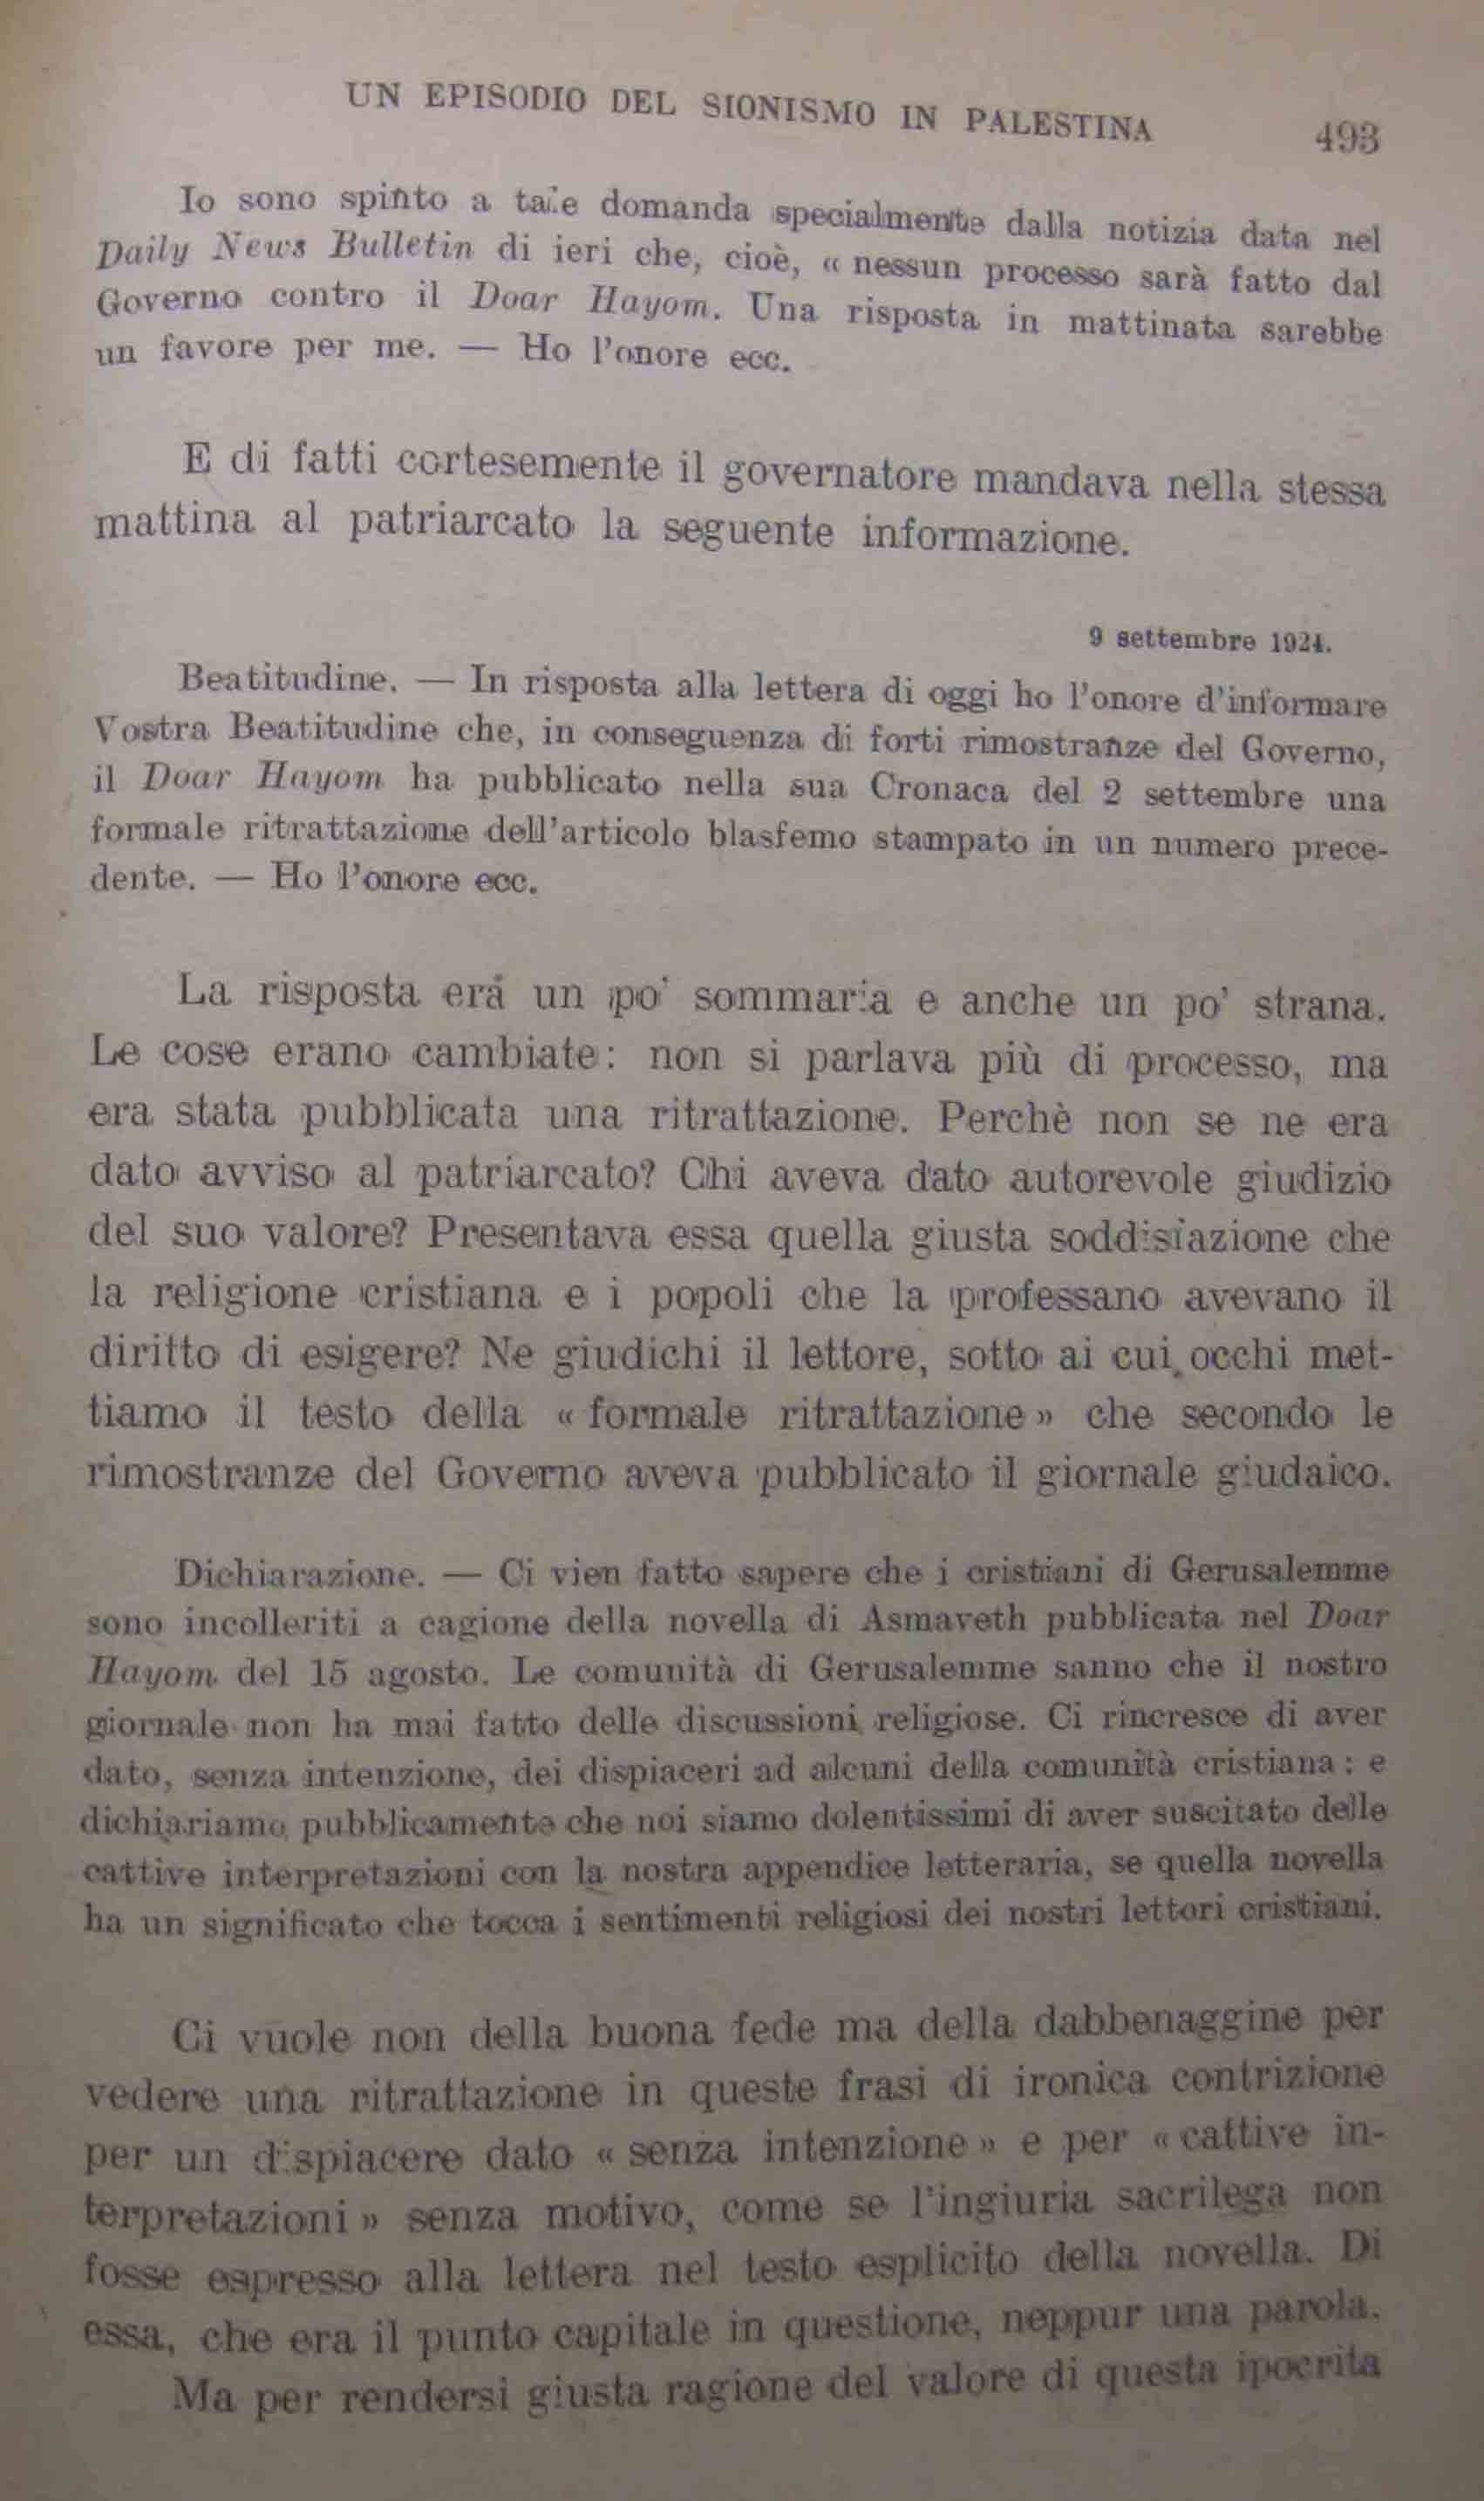 UN EPISODIO DEL SIONISMO IN PALESTINA 493
Io sono spinto a tale domanda specialmente dalla notizia data nel
Daily News Bulletin di ieri che, cioè, « nessun processo sarà fatto dal
Governo contro il Doar Hayom. Una risposta in mattinata sarebbe
un favore per me. — Ho l'onore ecc.
E di fatti cortesemente il governatore mandava nella stessa
mattina al patriarcato la seguente informazione.
9 settembre 1924.
Beatitudine. — In risposta alla lettera di oggi ho l'onore d'informare
Vostra Beatitudine che, in conseguenza di forti rimostranze del Governo,
il Doar Hayom ha pubblicato nella sua Cronaca del 2 settembre una
formale ritrattazione dell'articolo blasfemo stampato in un numero prece-
dente. — Ho l'onore ecc.
La risposta era un po' sommaria e anche un po' strana.
Le cose erano cambiate: non si parlava più di processo, ma
era stata pubblicata una ritrattazione. Perchè non se ne era
dato avviso al patriarcato? Chi aveva dato autorevole giudizio
del suo valore? Presentava essa quella giusta soddisfazione che
la religione cristiana e i popoli che la professano avevano il
diritto di esigere? Ne giudichi il lettore, sotto ai cui occhi met-
tiamo il testo della « formale ritrattazione » che secondo le
rimostranze del Governo aveva pubblicato il giornale giudaico.
Dichiarazione. — Ci vien fatto sapere che i cristiani di Gerusalemme
sono incolleriti a cagione della novella di Asmaveth pubblicata nel Doar
Hayom del 15 agosto. Le comunità di Gerusalemme sanno che il nostro
giornale non ha mai fatto delle discussioni religiose. Ci rincresce di aver
dato, senza intenzione, dei dispiaceri ad alcuni della comunità cristiana : e
dichiariamo pubblicamente che noi siamo dolentissimi di aver suscitato delle
cattive interpretazioni con la nostra appendice letteraria, se quella novella
ha un significato che tocca i sentimenti religiosi dei nostri lettori cristiani.
Ci vuole non della buona fede ma della dabbenaggine per
vedere una ritrattazione in queste frasi di ironica contrizione
per un dispiacere dato « senza intenzione » e per « cattive in-
terpretazioni » senza motivo, come se l'ingiuria sacrilega non
fosse espresso alla lettera nel testo esplicito della novella. Di
essa, che era il punto capitale in questione, neppur una parola.
Ma per rendersi giusta ragione del valore di questa ipocrita